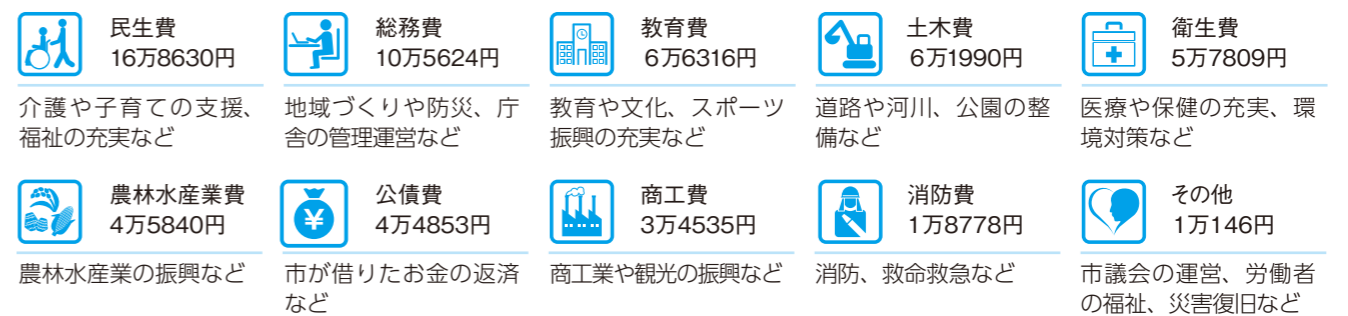 民生費
16万8630円
介護や子育ての支援、
福祉の充実など
総務費
10万5624円
地域づくりや防災、庁
舎の管理運営など
教育費
6万6316円
教育や文化、スポーツ
振興の充実など
土木費
6万1990円
道路や河川、公園の整
備など
衛生費
5万7809円
医療や保健の充実、環
境対策など
農林水産業費
4万5840円
農林水産業の振興など
公債費
4万4853円
¥
市が借りたお金の返済
など
商工費
3万4535円
商工業や観光の振興など
消防費
1万8778円
消防、救命救急など
その他
1万146円
市議会の運営、労働者
の福祉、災害復旧など